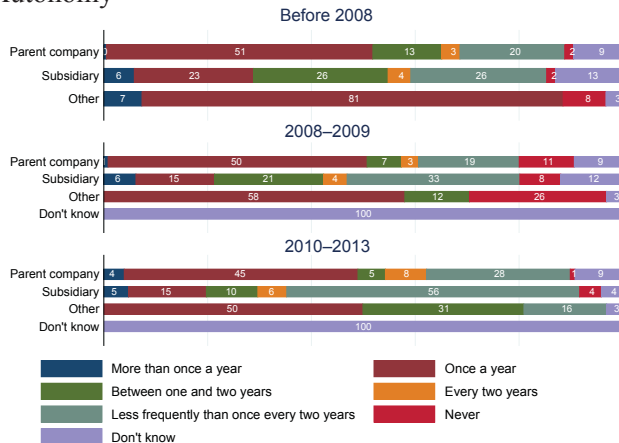 Autonomy
Before 2008
Parent company 0 51 13 3 20 2 9
Subsidiary 6 23 26 4 26 2 13
Other 7 81 8 3
2008–2009
Parent company 50 7 3 19 11 9
Subsidiary 6 15 21 4 33 8 12
Other 58 12 26 3
Don't know 100
2010–2013
Parent company 4 45 5 8 28 1 9
Subsidiary 5 15 10 6 56 4 4
Other 50 31 16 3
Don't know 100
More than once a year Once a year
Between one and two years Every two years
Less frequently than once every two years Never
Don't know